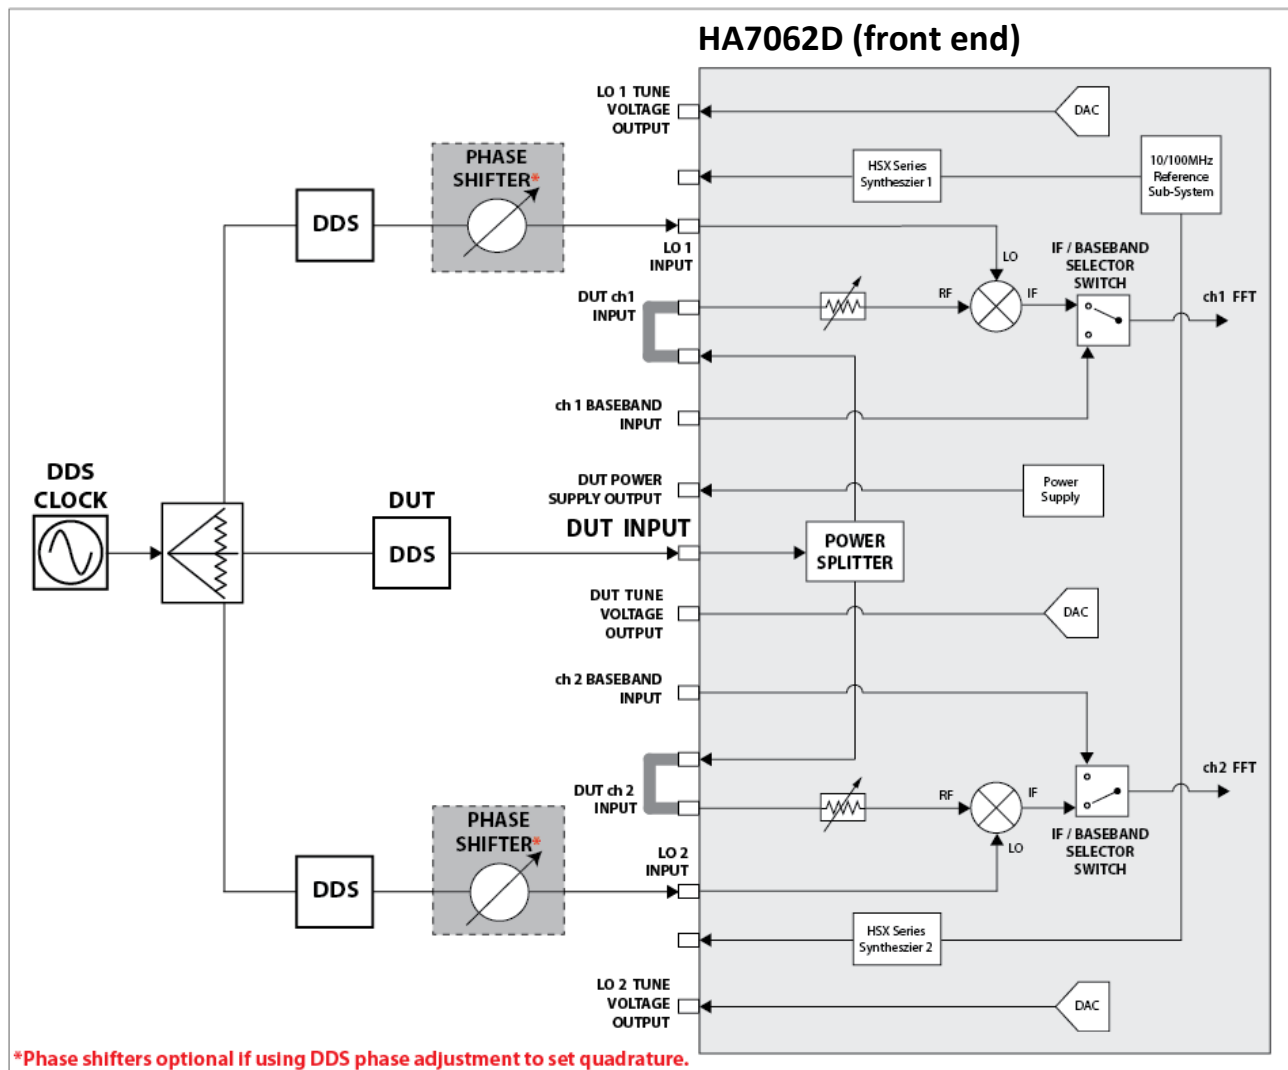 HA7062D (front end)
LO 1 TUNE
VOLTAGE
OUTPUT
DAC
PHASE
SHIFTER*
HSX Series
Syntheszier 1
10/100MHz
Reference
Sub-System
DDS
LO 1
INPUT
LO
IF / BASEBAND
SELECTOR
SWITCH
DUT ch1
INPUT
RF
IF
ch1 FFT
ch 1 BASEBAND
INPUT
DDS
CLOCK
DUT
DDS
DUT POWER
SUPPLY OUTPUT
Power
Supply
DUT INPUT
POWER
SPLITTER
DUT TUNE
VOLTAGE
OUTPUT
DAC
ch 2 BASEBAND
INPUT
DUT ch 2
INPUT
RF
IF
ch2 FFT
PHASE
SHIFTER*
LO
IF / BASEBAND
SELECTOR
SWITCH
LO 2
INPUT
DDS
HSX Series
Syntheszier 2
LO 2 TUNE
VOLTAGE
OUTPUT
DAC
*Phase shifters optional if using DDS phase adjustment to set quadrature.